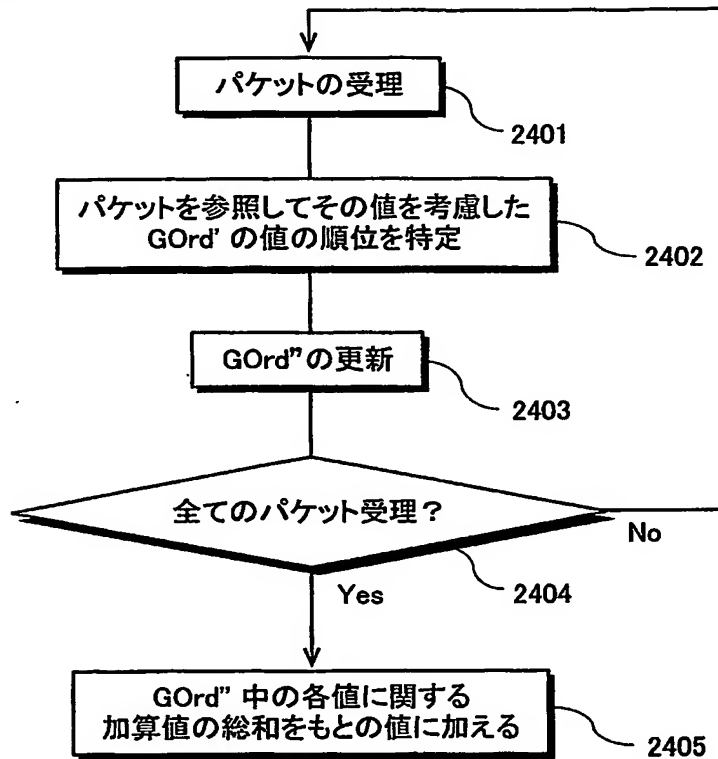 パケットの受理
2401
パケットを参照してその値を考慮した
GOrd' の値の順位を特定
2402
GOrd”の更新
2403
全てのパケット受理？
No
Yes
2404
GOrd” 中の各値に関する
加算値の総和をもとの値に加える
2405